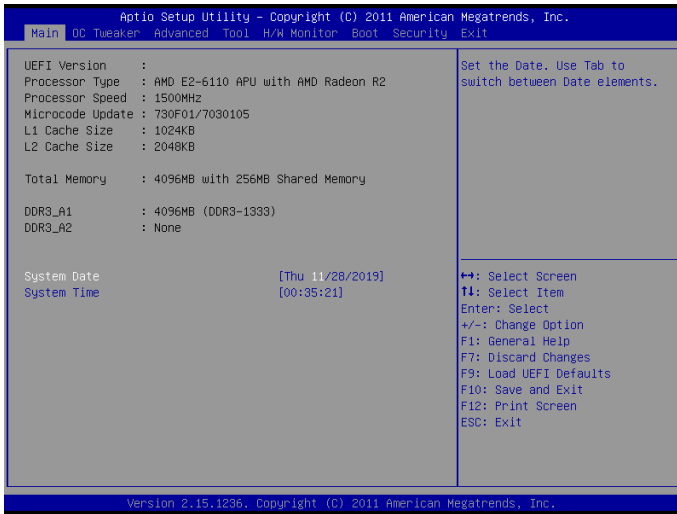 Aptio Setup Utility – Copyright (C) 2011 American Megatrends, Inc.
Main OC Tweaker Advanced Tool H/W Monitor Boot Security Exit
UEFI Version :
Processor Type : AMD E2-6110 APU with AMD Radeon R2
Processor Speed : 1500MHz
Microcode Update : 730F01/7030105
L1 Cache Size : 1024KB
L2 Cache Size : 2048KB
Total Memory : 4096MB with 256MB Shared Memory
DDR3_A1 : 4096MB (DDR3-1333)
DDR3_A2 : None
System Date [Thu 11/28/2019]
System Time [00:35:21]
Set the Date. Use Tab to
switch between Date elements.
↔: Select Screen
↑↓: Select Item
Enter: Select
+/-: Change Option
F1: General Help
F7: Discard Changes
F9: Load UEFI Defaults
F10: Save and Exit
F12: Print Screen
ESC: Exit
Version 2.15.1236. Copyright (C) 2011 American Megatrends, Inc.